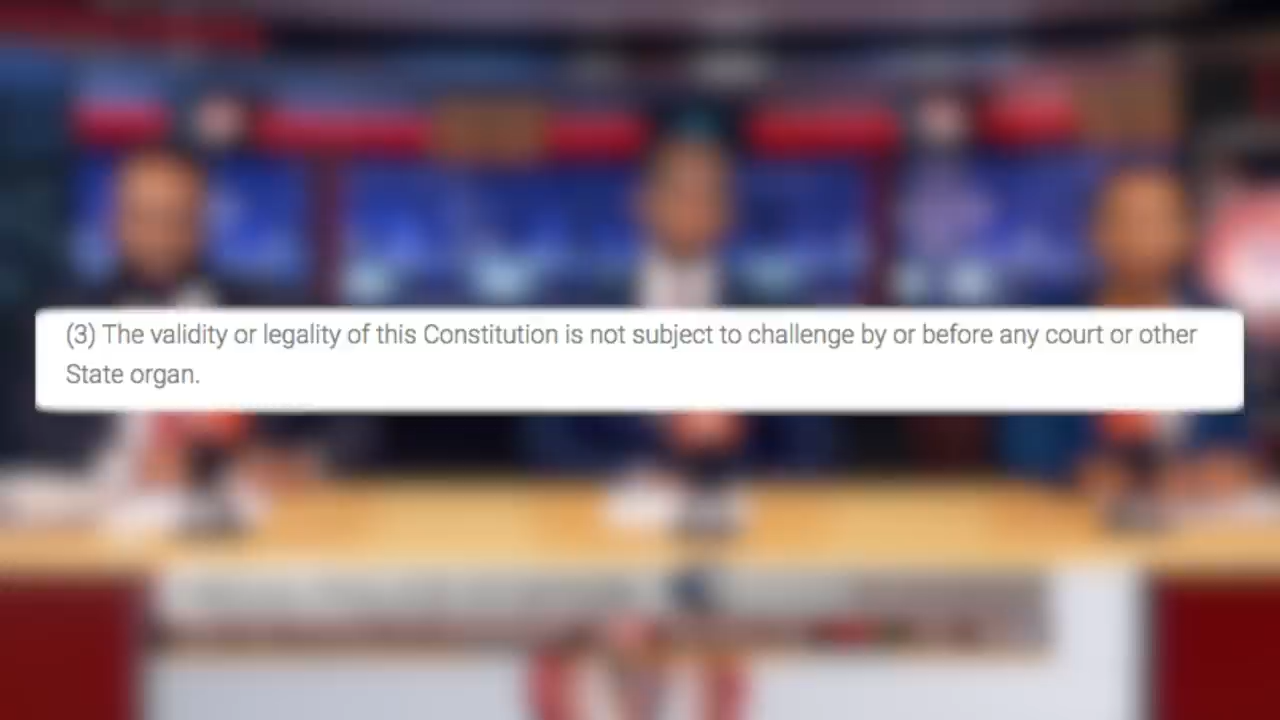 (3) The validity or legality of this Constitution is not subject to challenge by or before any court or other
State organ.